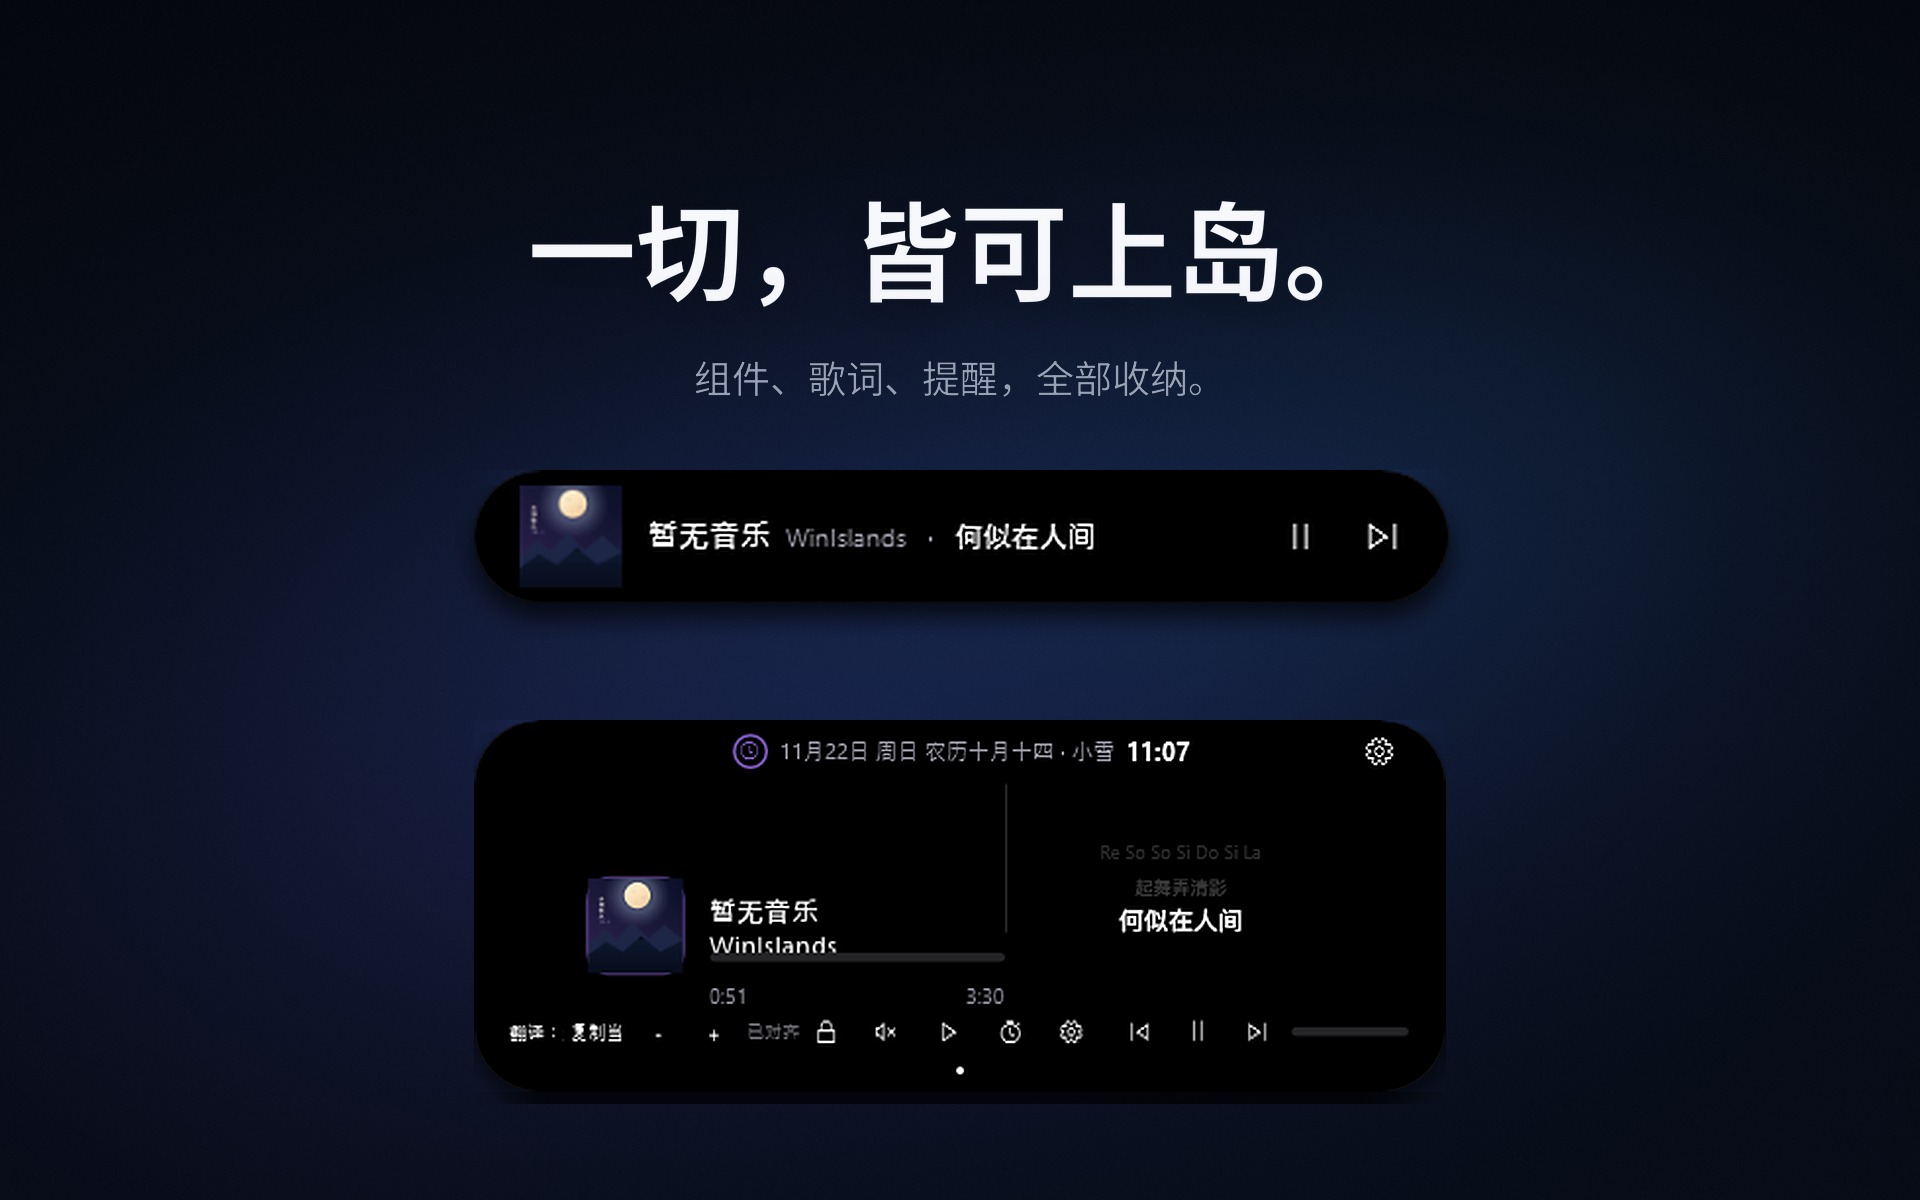 一切，皆可上岛。
组件、歌词、提醒，全部收纳。
暂无音乐 WinIslands · 何似在人间
11月22日 周日 农历十月十四 · 小雪 11:07
Re So So Si Do Si La
起舞弄清影
何似在人间
暂无音乐
WinIslands
0:51 3:30
翻译： 复制当 - + 已对齐